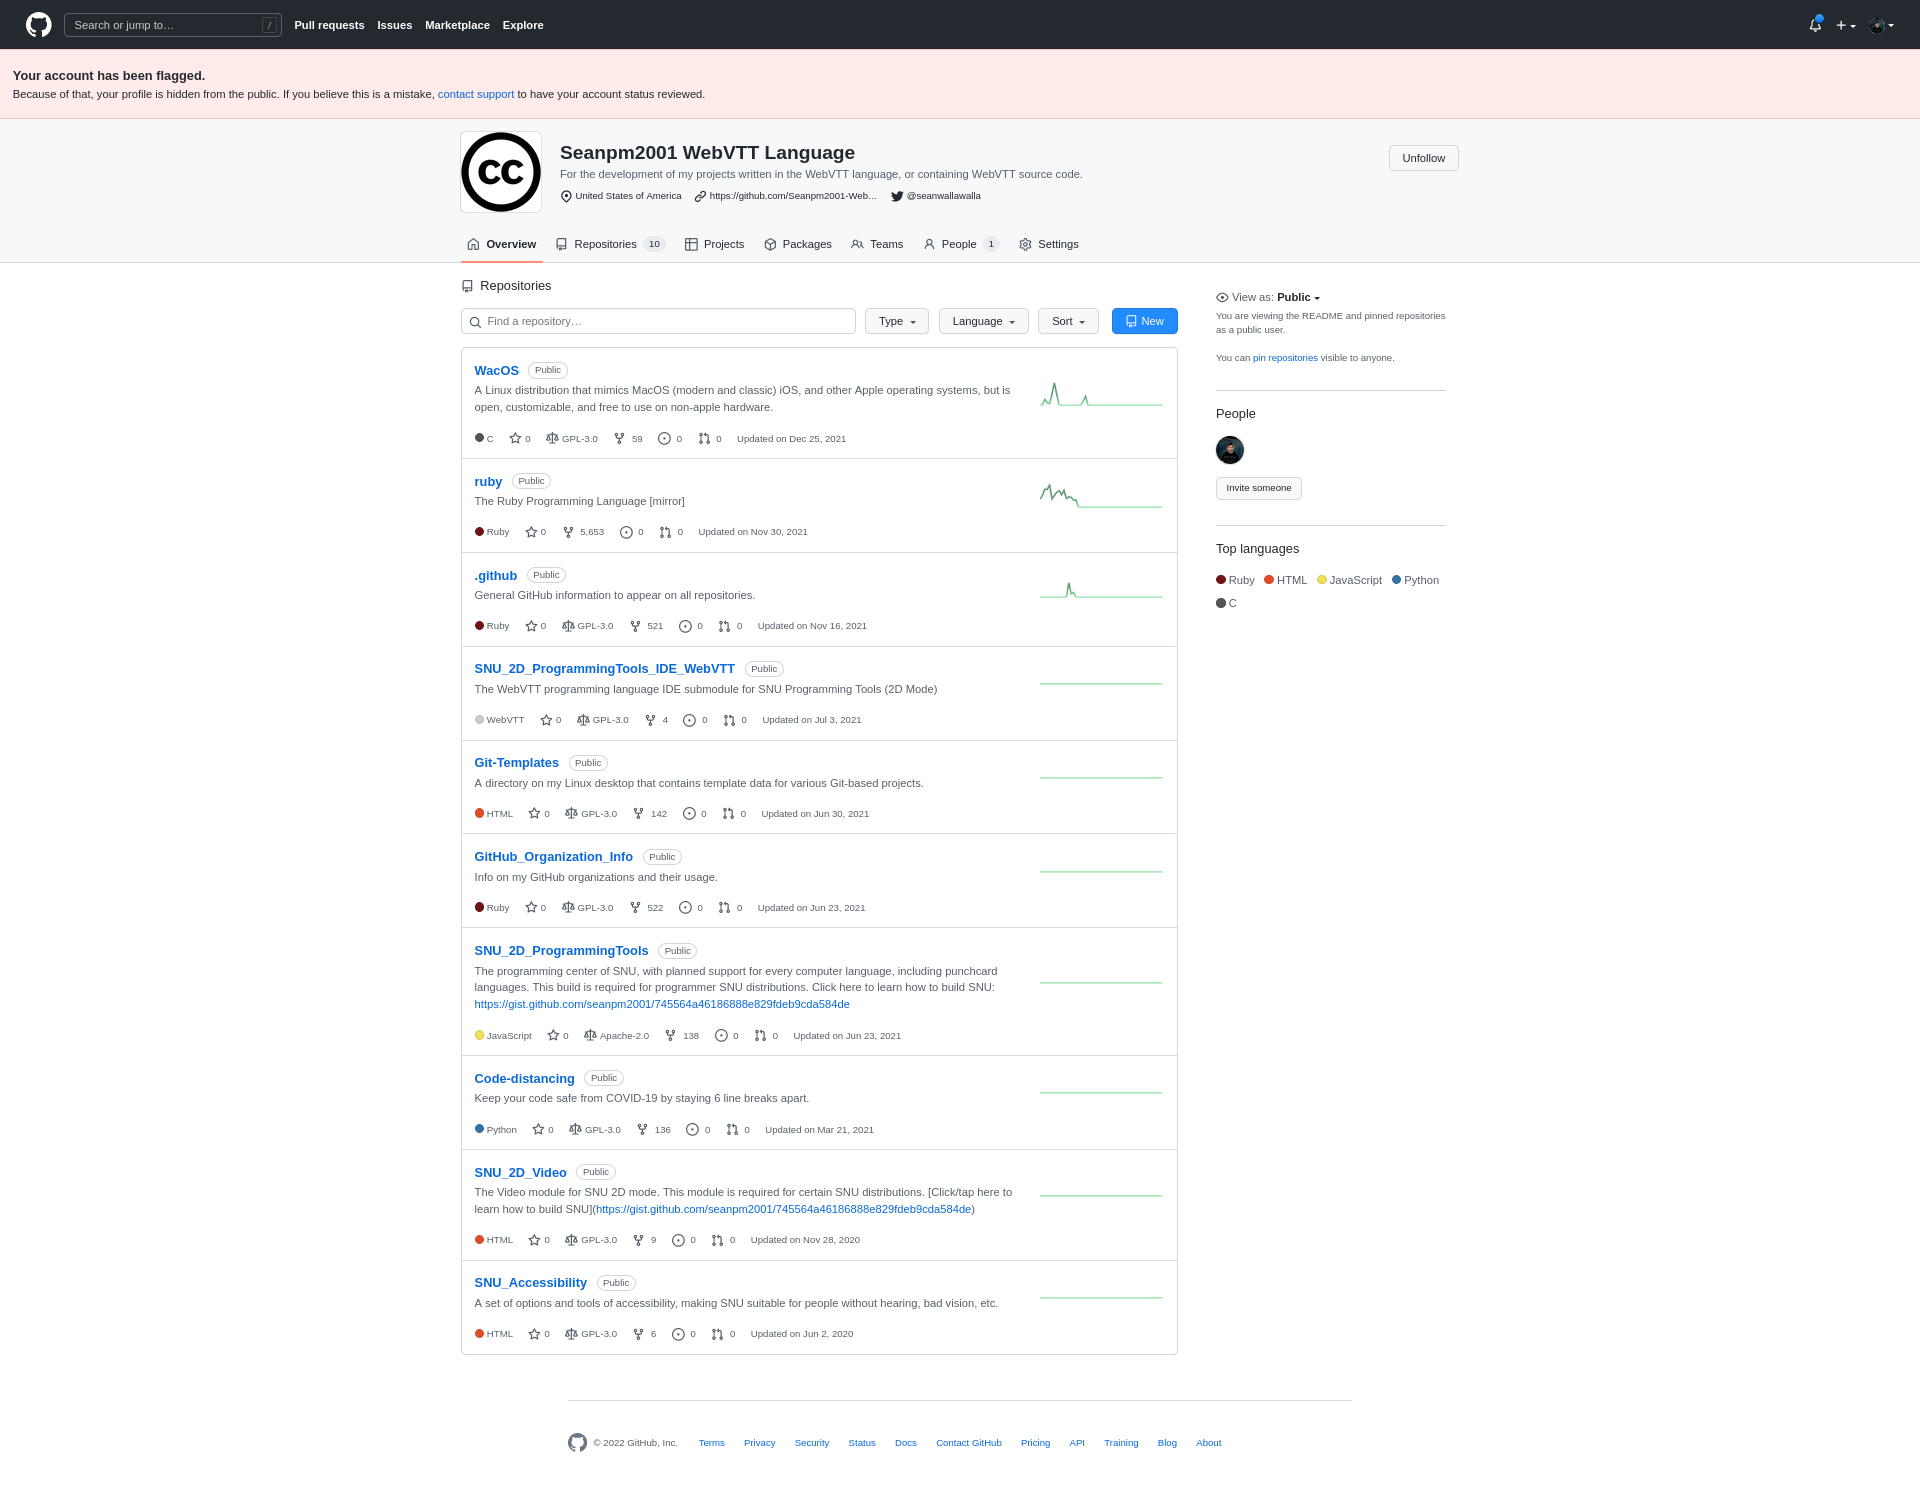 Search or jump to…
/
Pull requests
Issues
Marketplace
Explore
Your account has been flagged.
Because of that, your profile is hidden from the public. If you believe this is a mistake, contact support to have your account status reviewed.
CC
Seanpm2001 WebVTT Language
For the development of my projects written in the WebVTT language, or containing WebVTT source code.
United States of America
https://github.com/Seanpm2001-Web…
@seanwallawalla
Unfollow
Overview
Repositories 10
Projects
Packages
Teams
People 1
Settings
Repositories
Find a repository…
Type
Language
Sort
New
WacOS Public
A Linux distribution that mimics MacOS (modern and classic) iOS, and other Apple operating systems, but is
open, customizable, and free to use on non-apple hardware.
C 0 GPL-3.0 59 0 0 Updated on Dec 25, 2021
ruby Public
The Ruby Programming Language [mirror]
Ruby 0 5,653 0 0 Updated on Nov 30, 2021
.github Public
General GitHub information to appear on all repositories.
Ruby 0 GPL-3.0 521 0 0 Updated on Nov 16, 2021
SNU_2D_ProgrammingTools_IDE_WebVTT Public
The WebVTT programming language IDE submodule for SNU Programming Tools (2D Mode)
WebVTT 0 GPL-3.0 4 0 0 Updated on Jul 3, 2021
Git-Templates Public
A directory on my Linux desktop that contains template data for various Git-based projects.
HTML 0 GPL-3.0 142 0 0 Updated on Jun 30, 2021
GitHub_Organization_Info Public
Info on my GitHub organizations and their usage.
Ruby 0 GPL-3.0 522 0 0 Updated on Jun 23, 2021
SNU_2D_ProgrammingTools Public
The programming center of SNU, with planned support for every computer language, including punchcard
languages. This build is required for programmer SNU distributions. Click here to learn how to build SNU:
https://gist.github.com/seanpm2001/745564a46186888e829fdeb9cda584de
JavaScript 0 Apache-2.0 138 0 0 Updated on Jun 23, 2021
Code-distancing Public
Keep your code safe from COVID-19 by staying 6 line breaks apart.
Python 0 GPL-3.0 136 0 0 Updated on Mar 21, 2021
SNU_2D_Video Public
The Video module for SNU 2D mode. This module is required for certain SNU distributions. [Click/tap here to
learn how to build SNU](https://gist.github.com/seanpm2001/745564a46186888e829fdeb9cda584de)
HTML 0 GPL-3.0 9 0 0 Updated on Nov 28, 2020
SNU_Accessibility Public
A set of options and tools of accessibility, making SNU suitable for people without hearing, bad vision, etc.
HTML 0 GPL-3.0 6 0 0 Updated on Jun 2, 2020
View as: Public
You are viewing the README and pinned repositories
as a public user.
You can pin repositories visible to anyone.
People
Invite someone
Top languages
Ruby HTML JavaScript Python
C
© 2022 GitHub, Inc.
Terms
Privacy
Security
Status
Docs
Contact GitHub
Pricing
API
Training
Blog
About